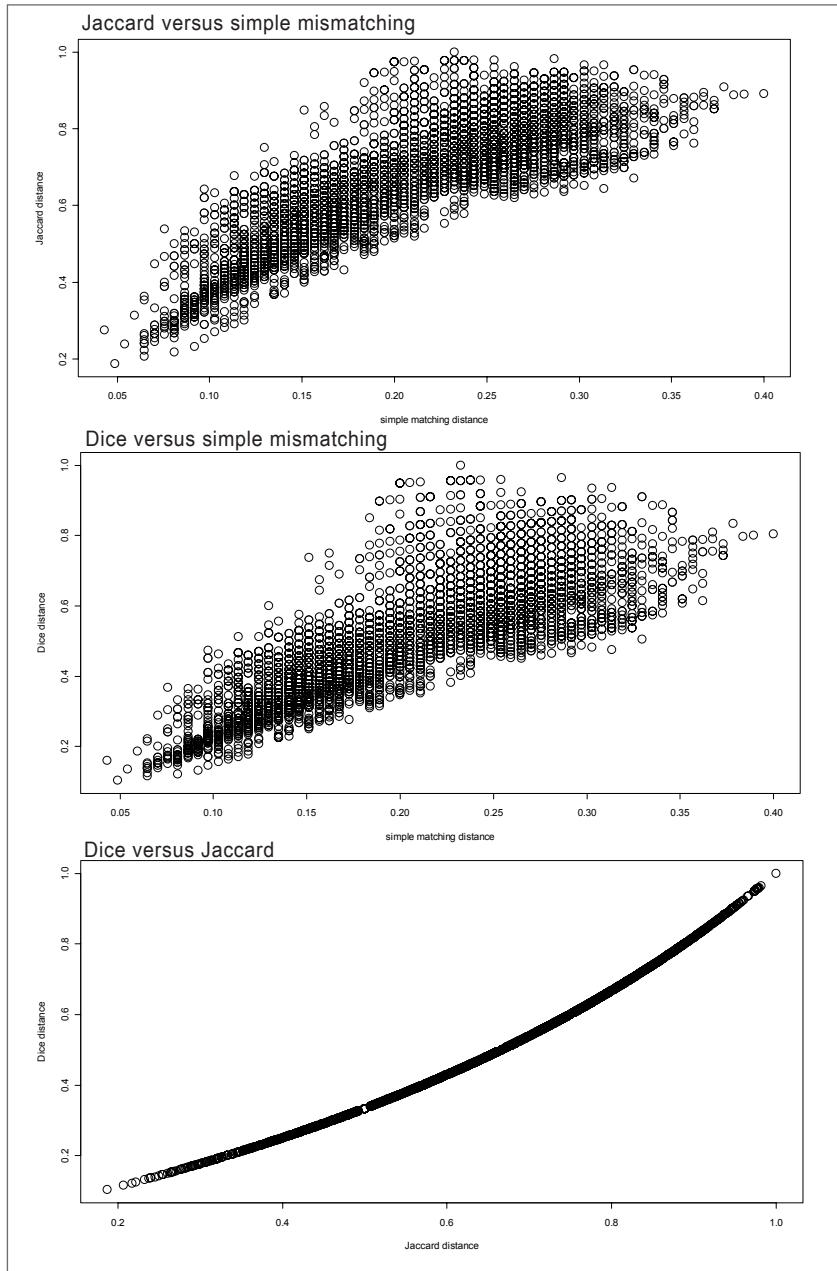 Jaccard versus simple mismatching
1.0
0.8
0.6
0.4
0.2
Jaccard distance
0.05 0.10 0.15 0.20 0.25 0.30 0.35 0.40
simple matching distance
Dice versus simple mismatching
1.0
0.8
0.6
0.4
0.2
Dice distance
0.05 0.10 0.15 0.20 0.25 0.30 0.35 0.40
simple matching distance
Dice versus Jaccard
1.0
0.8
0.6
0.4
0.2
Dice distance
0.2 0.4 0.6 0.8 1.0
Jaccard distance